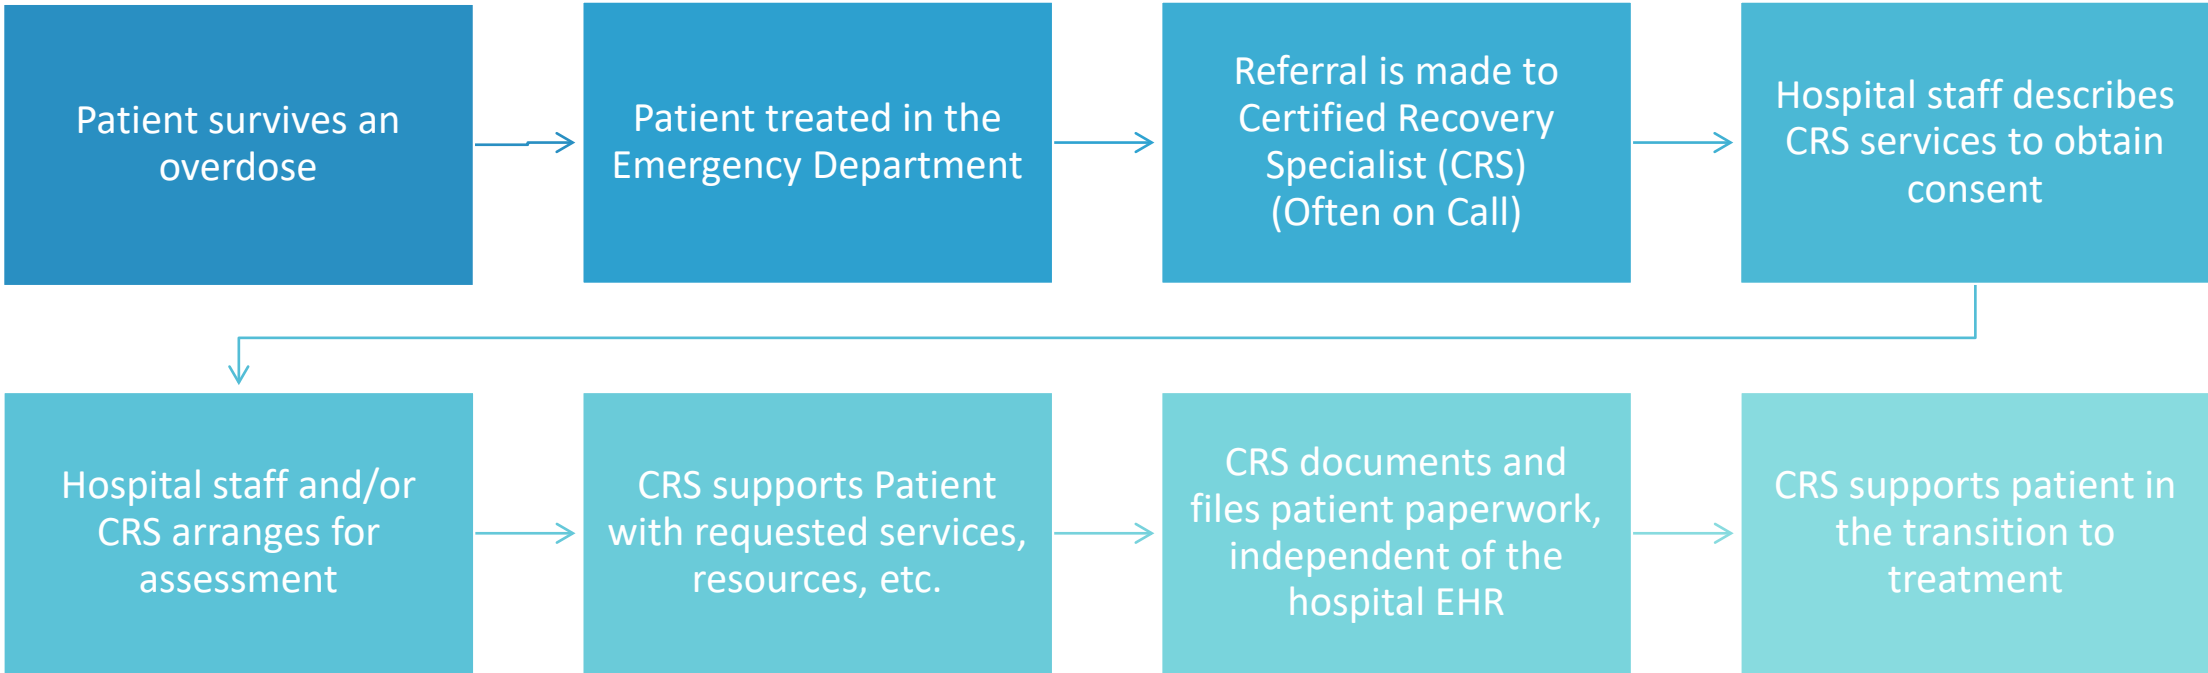 Patient survives an
overdose
Patient treated in the
Emergency Department
Referral is made to
Certified Recovery
Specialist (CRS)
(Often on Call)
Hospital staff describes
CRS services to obtain
consent
Hospital staff and/or
CRS arranges for
assessment
CRS supports Patient
with requested services,
resources, etc.
CRS documents and
files patient paperwork,
independent of the
hospital EHR
CRS supports patient in
the transition to
treatment